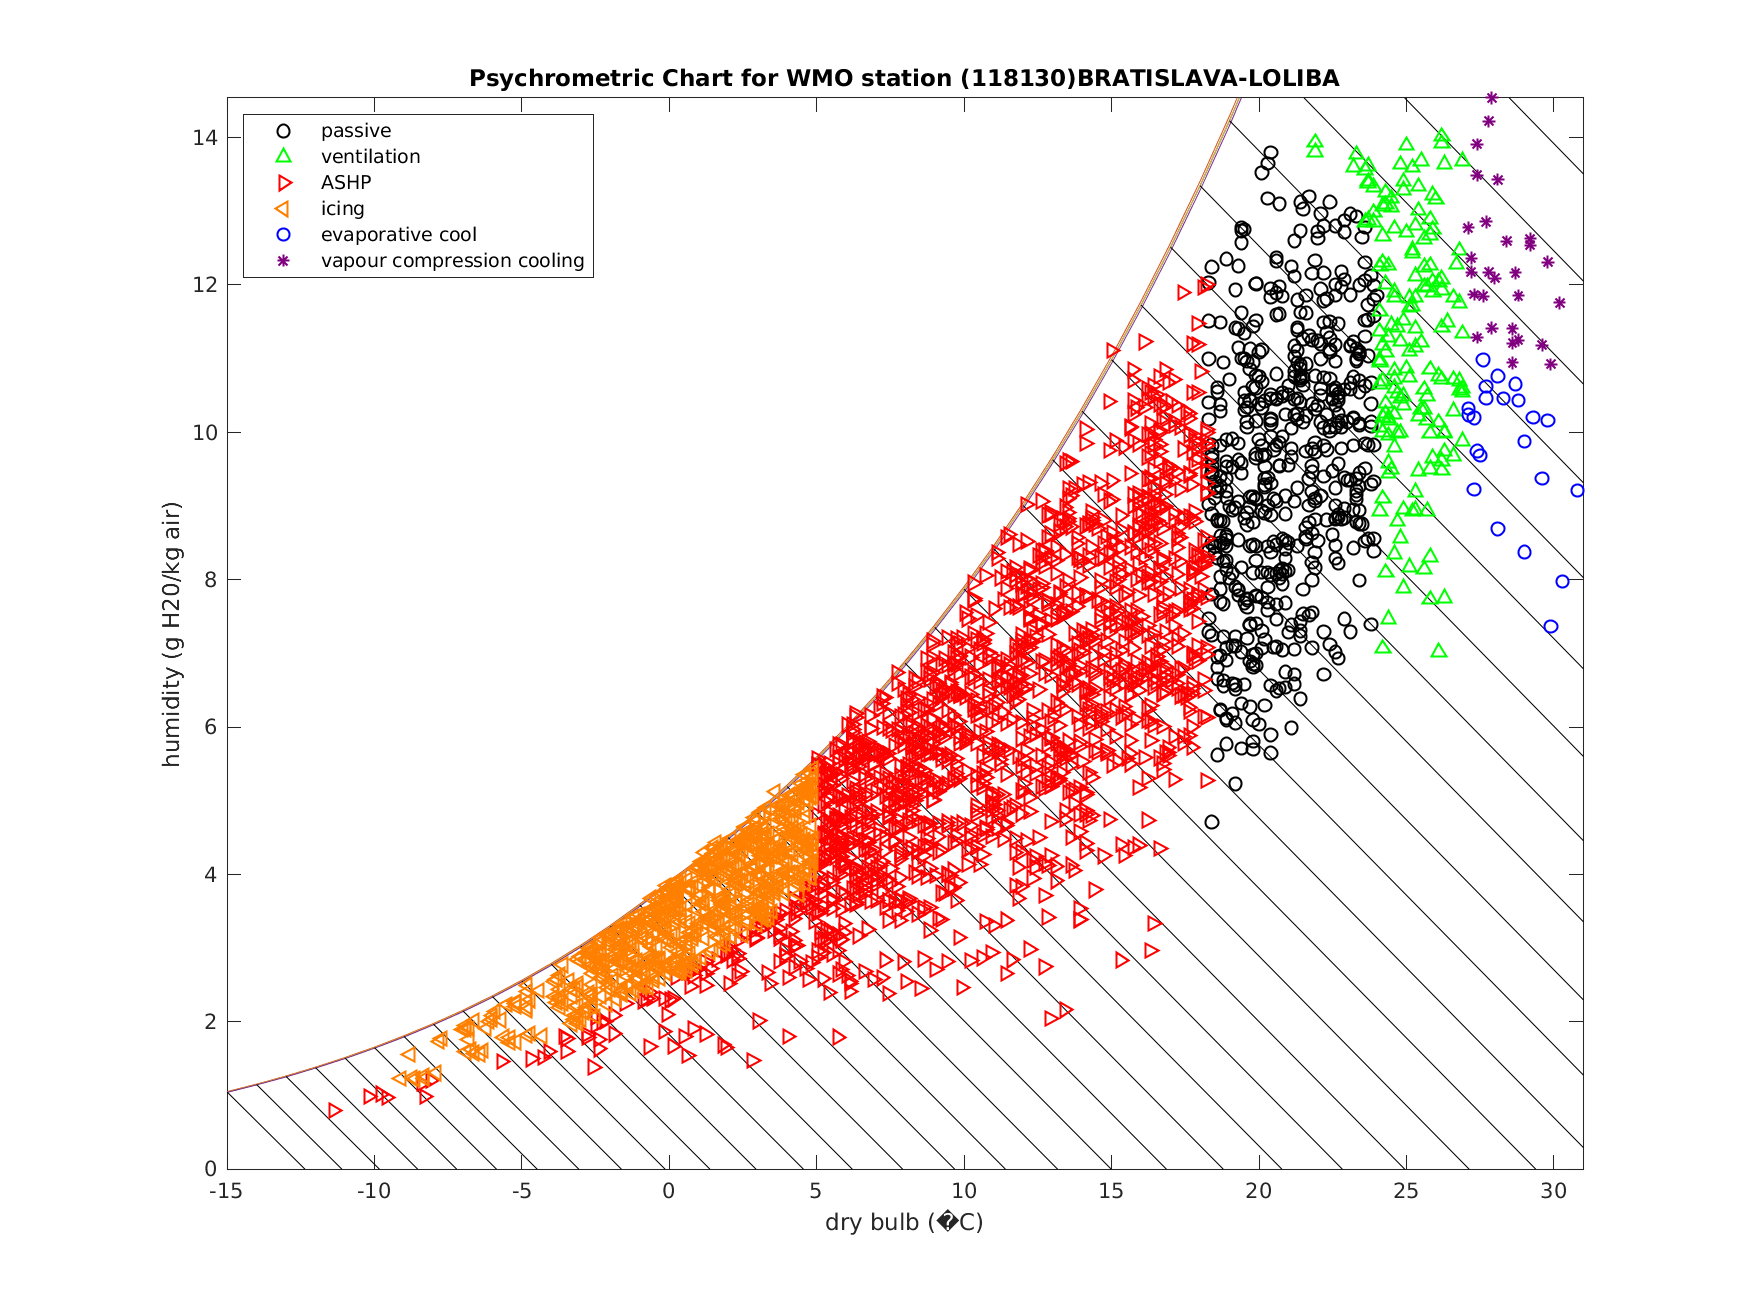 Psychrometric Chart for WMO station (118130)BRATISLAVA-LOLIBA
passive
ventilation
ASHP
icing
evaporative cool
vapour compression cooling
humidity (g H20/kg air)
14
12
10
8
6
4
2
0
-15 -10 -5 0 5 10 15 20 25 30
dry bulb (�C)